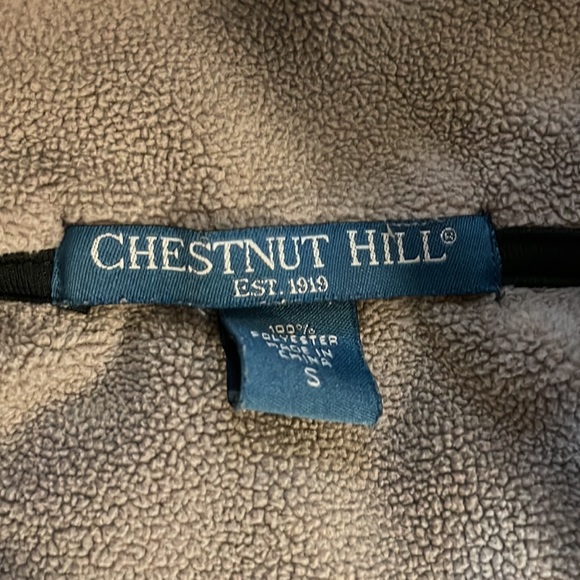 CHESTNUT HILL®
EST. 1919
100%
POLYESTER
MADE IN
CHINA
S